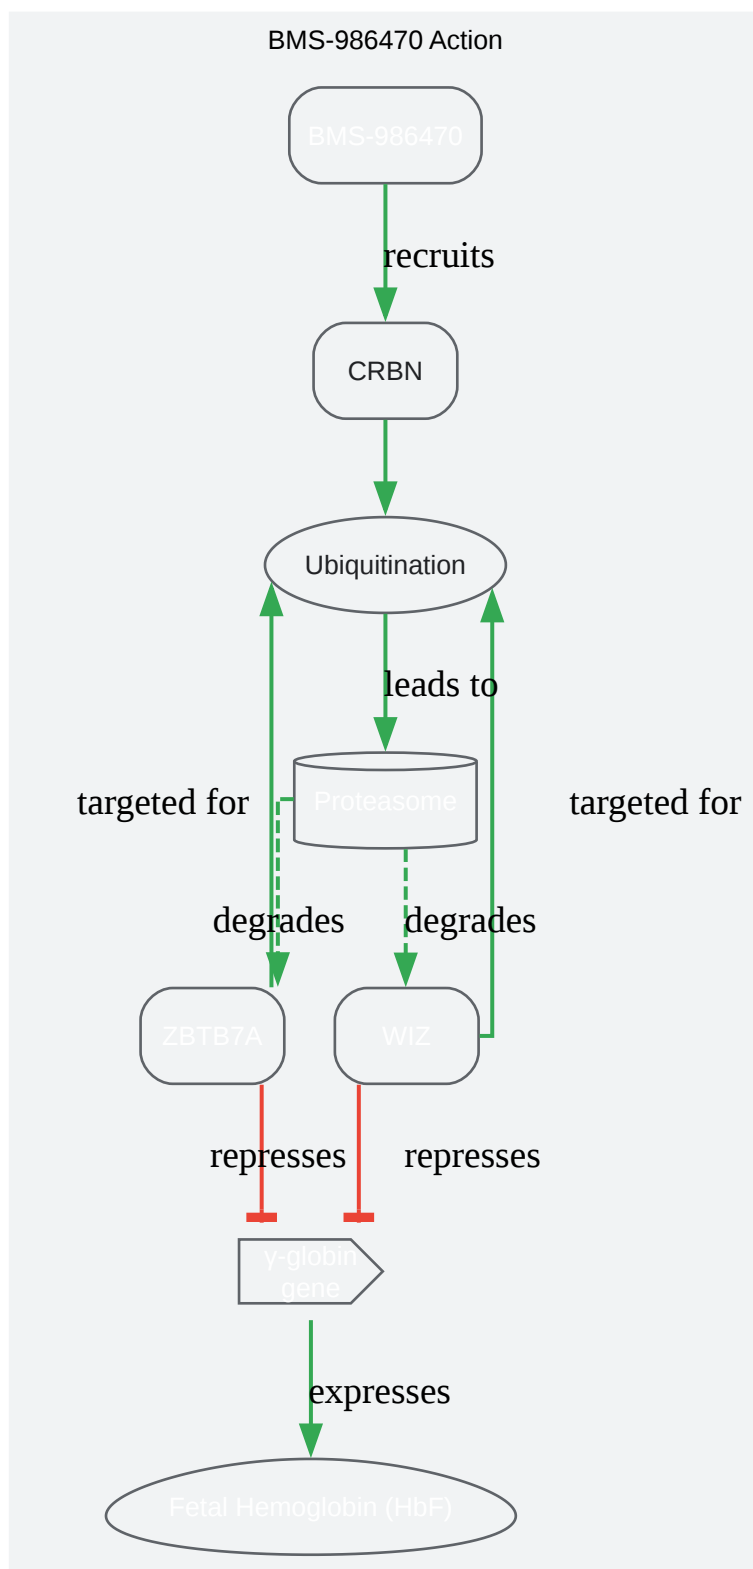 BMS-986470 Action
BMS-986470
recruits
CRBN
Ubiquitination
leads to
targeted for
Proteasome
targeted for
degrades
degrades
ZBTB7A
WIZ
represses
represses
γ-globin
gene
expresses
Fetal Hemoglobin (HbF)